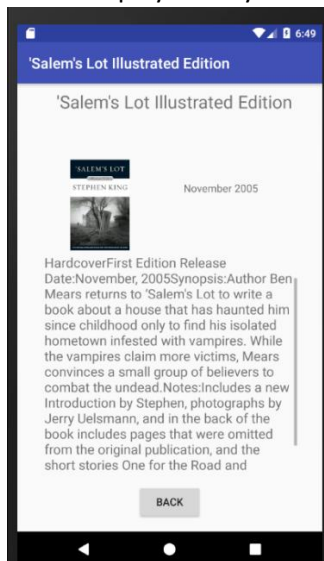 6:49
'Salem's Lot Illustrated Edition
'Salem's Lot Illustrated Edition
'SALEM'S LOT
STEPHEN KING
November 2005
HardcoverFirst Edition Release
Date:November, 2005Synopsis:Author Ben
Mears returns to 'Salem's Lot to write a
book about a house that has haunted him
since childhood only to find his isolated
hometown infested with vampires. While
the vampires claim more victims, Mears
convinces a small group of believers to
combat the undead.Notes:Includes a new
Introduction by Stephen, photographs by
Jerry Uelsmann, and in the back of the
book includes pages that were omitted
from the original publication, and the
short stories One for the Road and
BACK